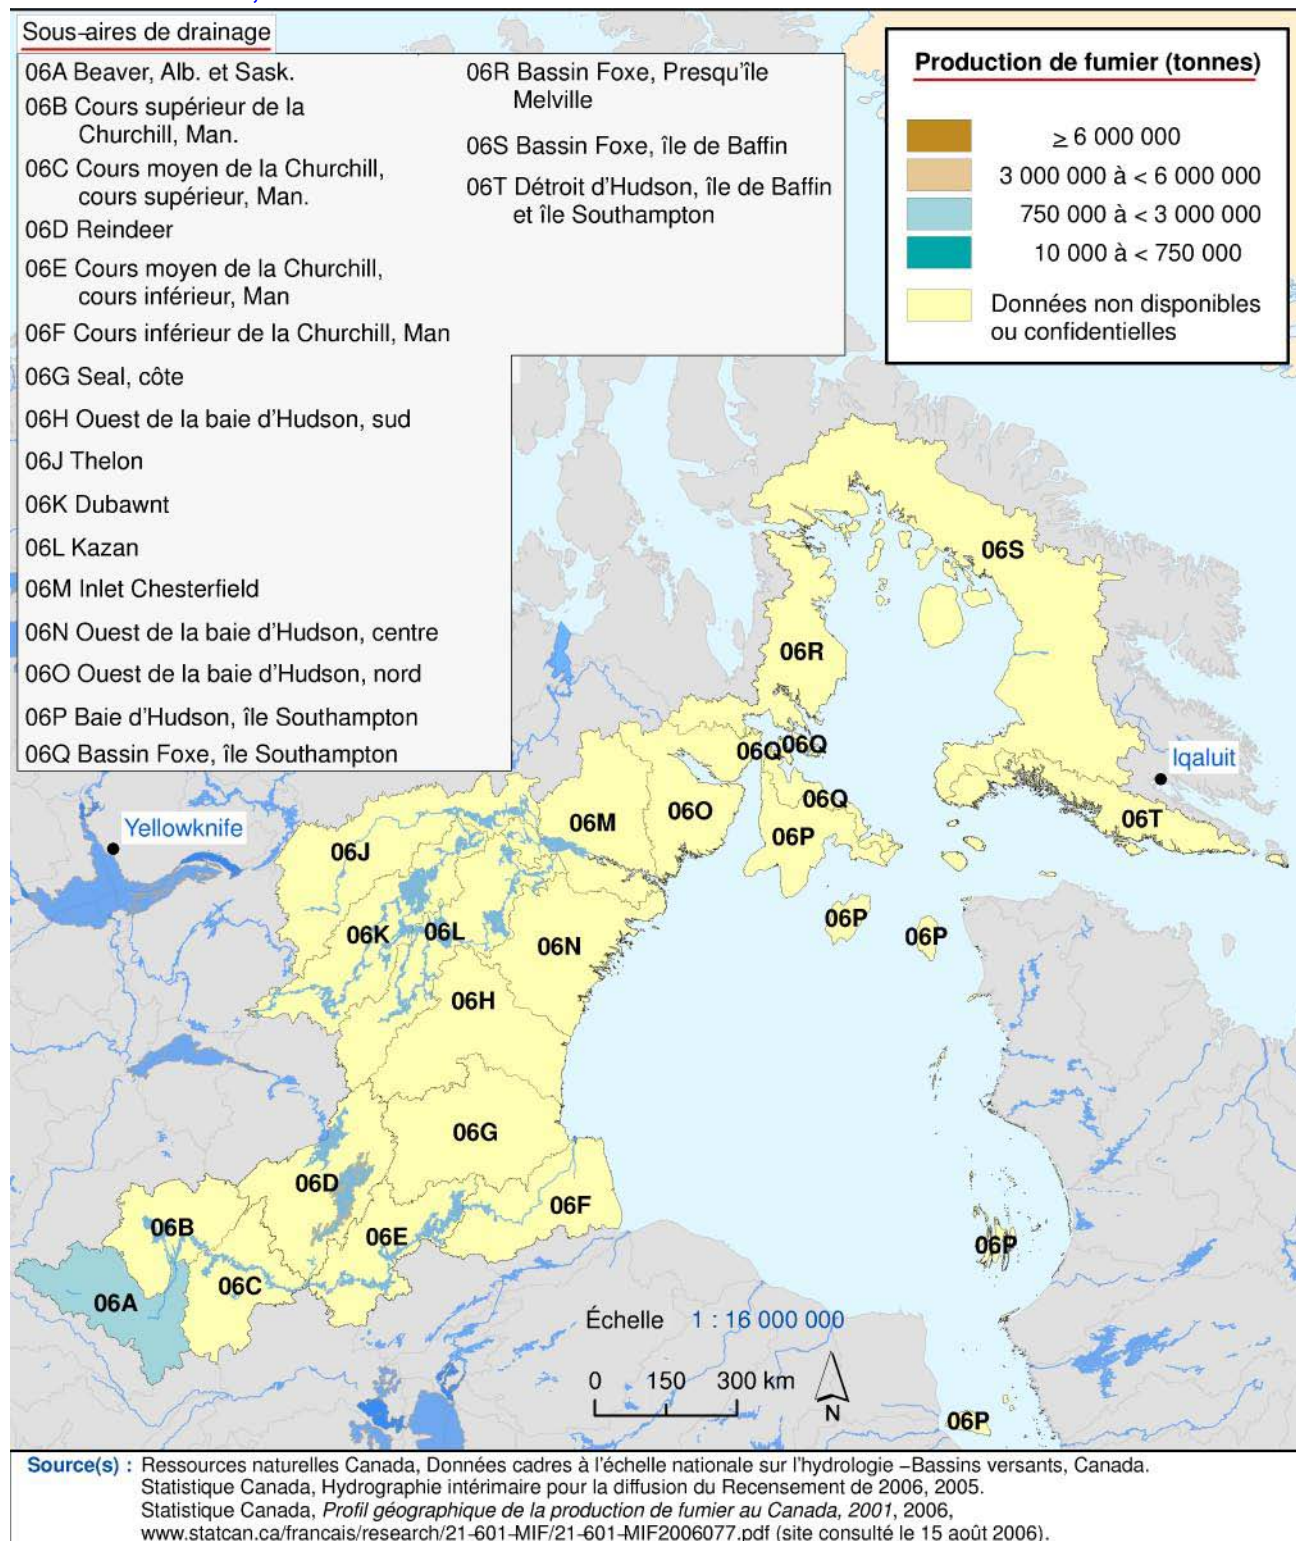 Sous-aires de drainage
06A Beaver, Alb. et Sask.
06B Cours supérieur de la
Churchill, Man.
06C Cours moyen de la Churchill,
cours supérieur, Man.
06D Reindeer
06E Cours moyen de la Churchill,
cours inférieur, Man
06F Cours inférieur de la Churchill, Man
06G Seal, côte
06H Ouest de la baie d'Hudson, sud
06J Thelon
06K Dubawnt
06L Kazan
06M Inlet Chesterfield
06N Ouest de la baie d'Hudson, centre
06O Ouest de la baie d'Hudson, nord
06P Baie d'Hudson, île Southampton
06Q Bassin Foxe, île Southampton
06R Bassin Foxe, Presqu'île
Melville
06S Bassin Foxe, île de Baffin
06T Détroit d'Hudson, île de Baffin
et île Southampton
Production de fumier (tonnes)
≥ 6 000 000
3 000 000 à < 6 000 000
750 000 à < 3 000 000
10 000 à < 750 000
Données non disponibles
ou confidentielles
06S
06R
06Q 06Q
Iqaluit
06Q
06O
06M
06T
06P
Yellowknife
06J
06P
06K
06L
06P
06N
06H
06G
06D
06F
06B
06E
06P
06C
06A
Échelle 1 : 16 000 000
0 150 300 km
N
06P
Source(s) : Ressources naturelles Canada, Données cadres à l'échelle nationale sur l'hydrologie –Bassins versants, Canada.
Statistique Canada, Hydrographie intérimaire pour la diffusion du Recensement de 2006, 2005.
Statistique Canada, Profil géographique de la production de fumier au Canada, 2001, 2006,
www.statcan.ca/francais/research/21-601-MIF/21-601-MIF2006077.pdf (site consulté le 15 août 2006).